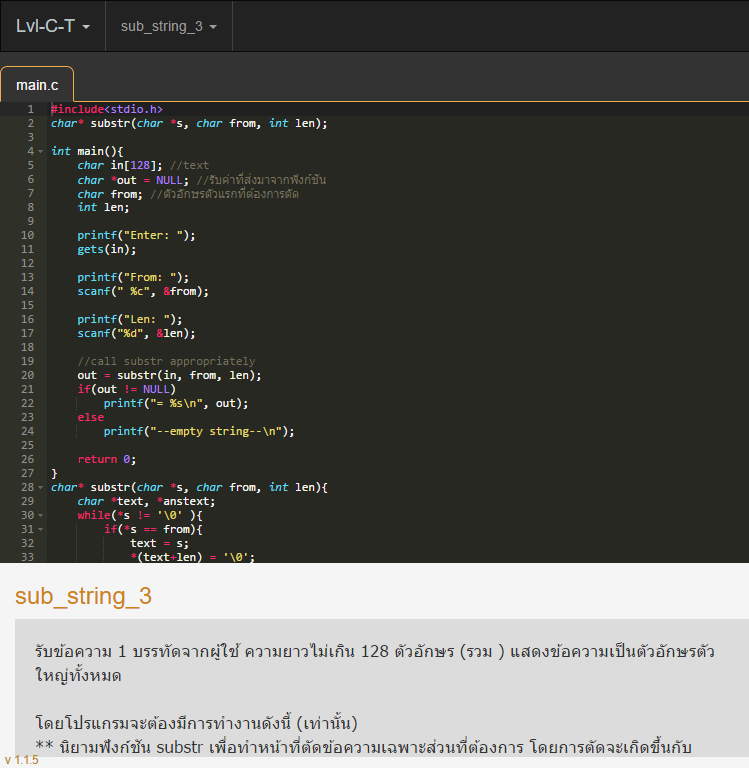 Lvl-C-T sub_string_3
main.c
1 #include<stdio.h>
2 char* substr(char *s, char from, int len);
3
4 int main(){
5 char in[128]; //text
6 char *out = NULL; //รับค่าที่ส่งมาจากฟังก์ชัน
7 char from; //ตัวอักษรตัวแรกที่ต้องการตัด
8 int len;
9
10 printf("Enter: ");
11 gets(in);
12
13 printf("From: ");
14 scanf(" %c", &from);
15
16 printf("Len: ");
17 scanf("%d", &len);
18
19 //call substr appropriately
20 out = substr(in, from, len);
21 if(out != NULL)
22 printf("= %s\n", out);
23 else
24 printf("--empty string--\n");
25
26 return 0;
27 }
28 char* substr(char *s, char from, int len){
29 char *text, *anstext;
30 while(*s != '\0' ){
31 if(*s == from){
32 text = s;
33 *(text+len) = '\0';
sub_string_3
รับข้อความ 1 บรรทัดจากผู้ใช้ ความยาวไม่เกิน 128 ตัวอักษร (รวม ) แสดงข้อความเป็นตัวอักษรตัว
ใหญ่ทั้งหมด
โดยโปรแกรมจะต้องมีการทำงานดังนี้ (เท่านั้น)
** นิยามฟังก์ชัน substr เพื่อทำหน้าที่ตัดข้อความเฉพาะส่วนที่ต้องการ โดยการตัดจะเกิดขึ้นกับ
v 1.1.5